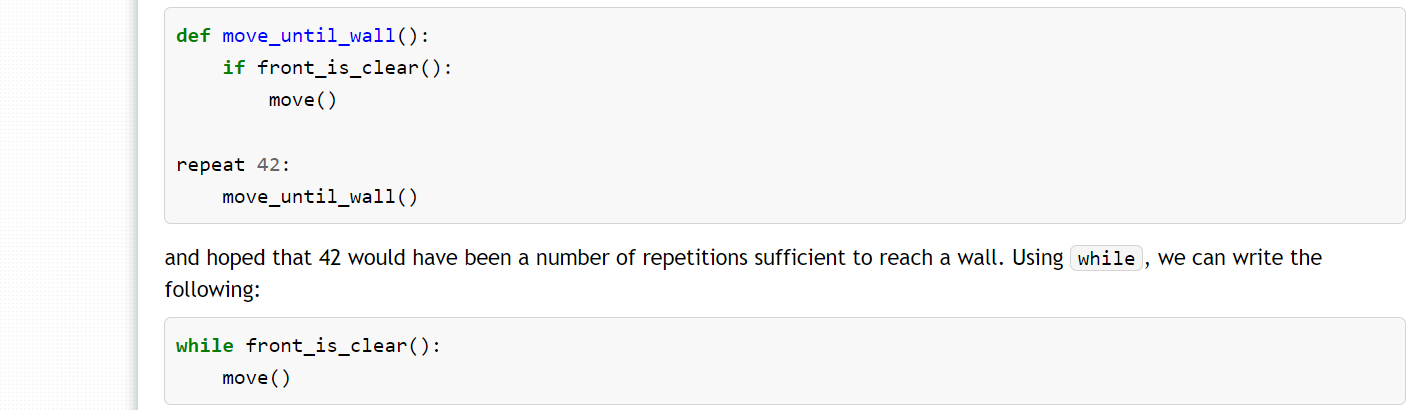 def move_until_wall():
    if front_is_clear():
        move()

repeat 42:
    move_until_wall()
and hoped that 42 would have been a number of repetitions sufficient to reach a wall. Using while, we can write the
following:
while front_is_clear():
    move()